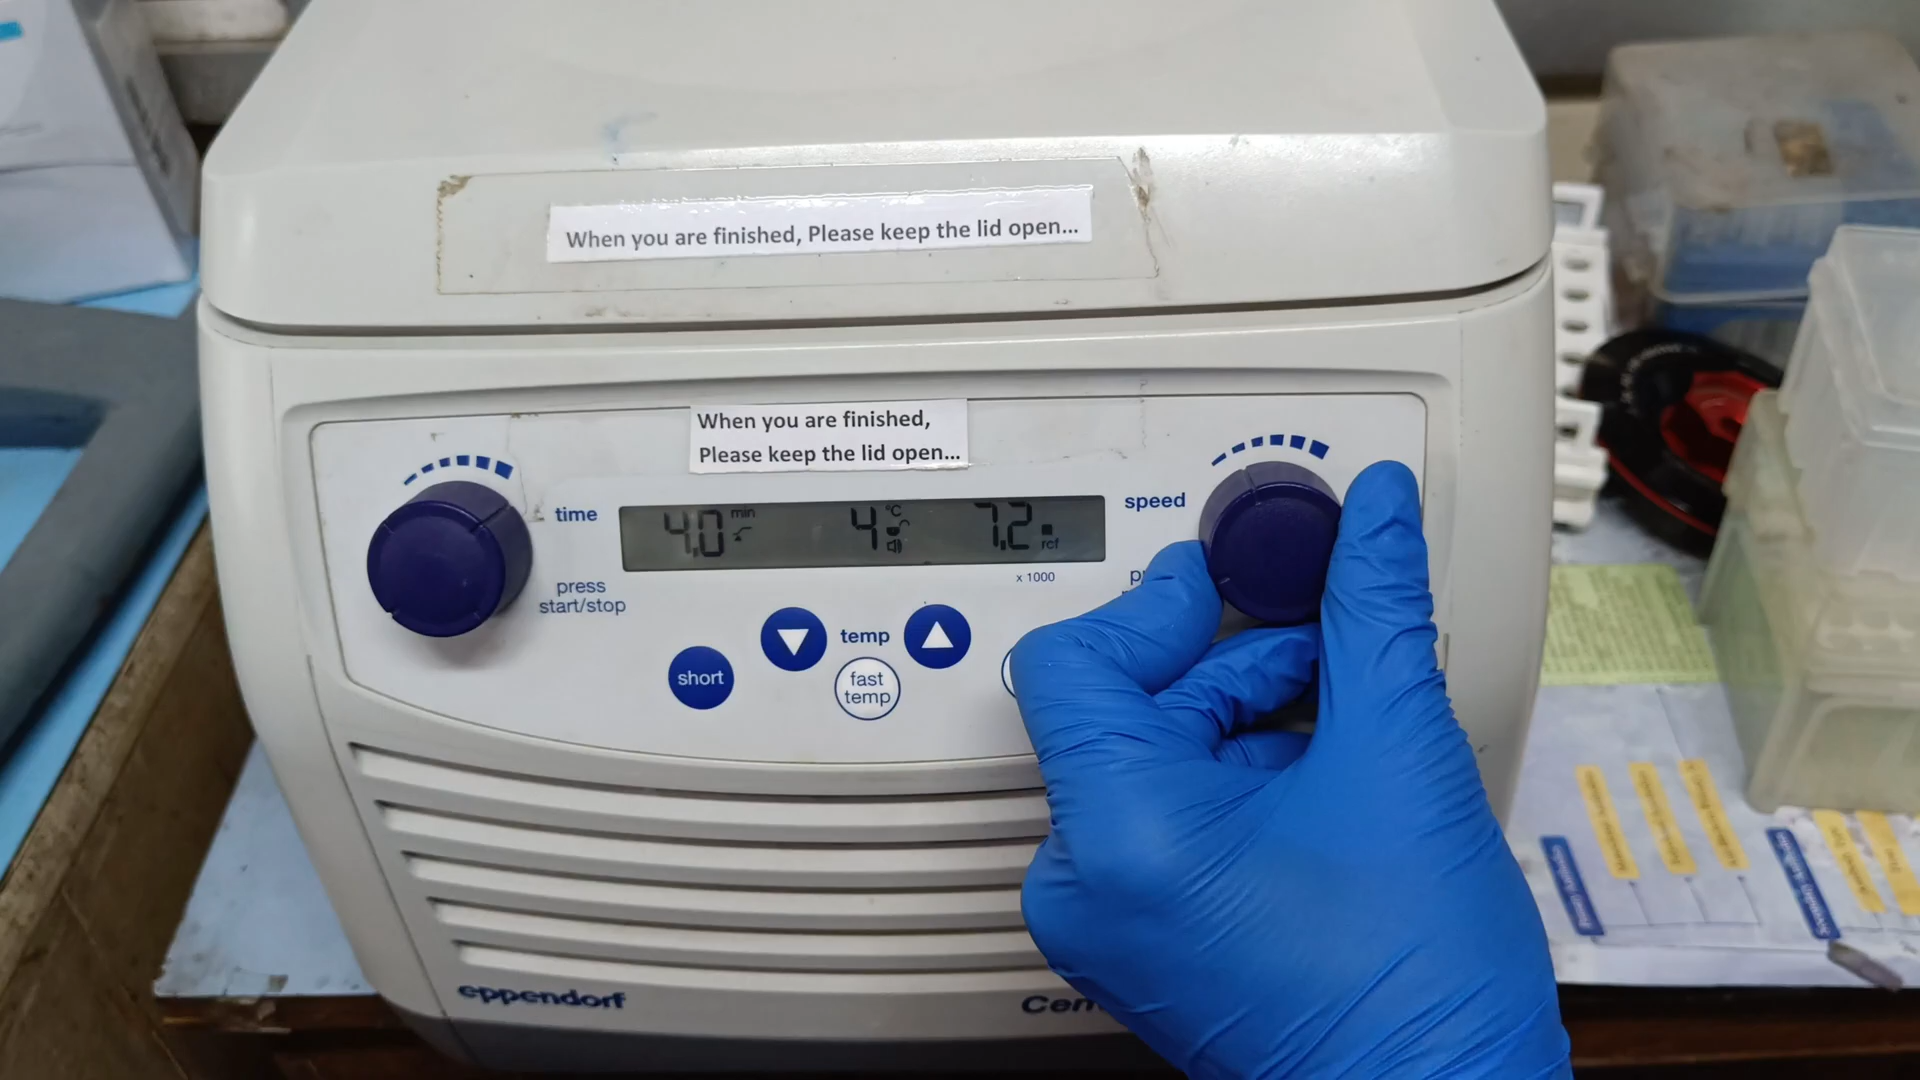 When you are finished, Please keep the lid open...
When you are finished,
Please keep the lid open...
time
4,0 min
4 °C
7,2 rcf
speed
x 1000
press
start/stop
temp
short
fast
temp
eppendorf